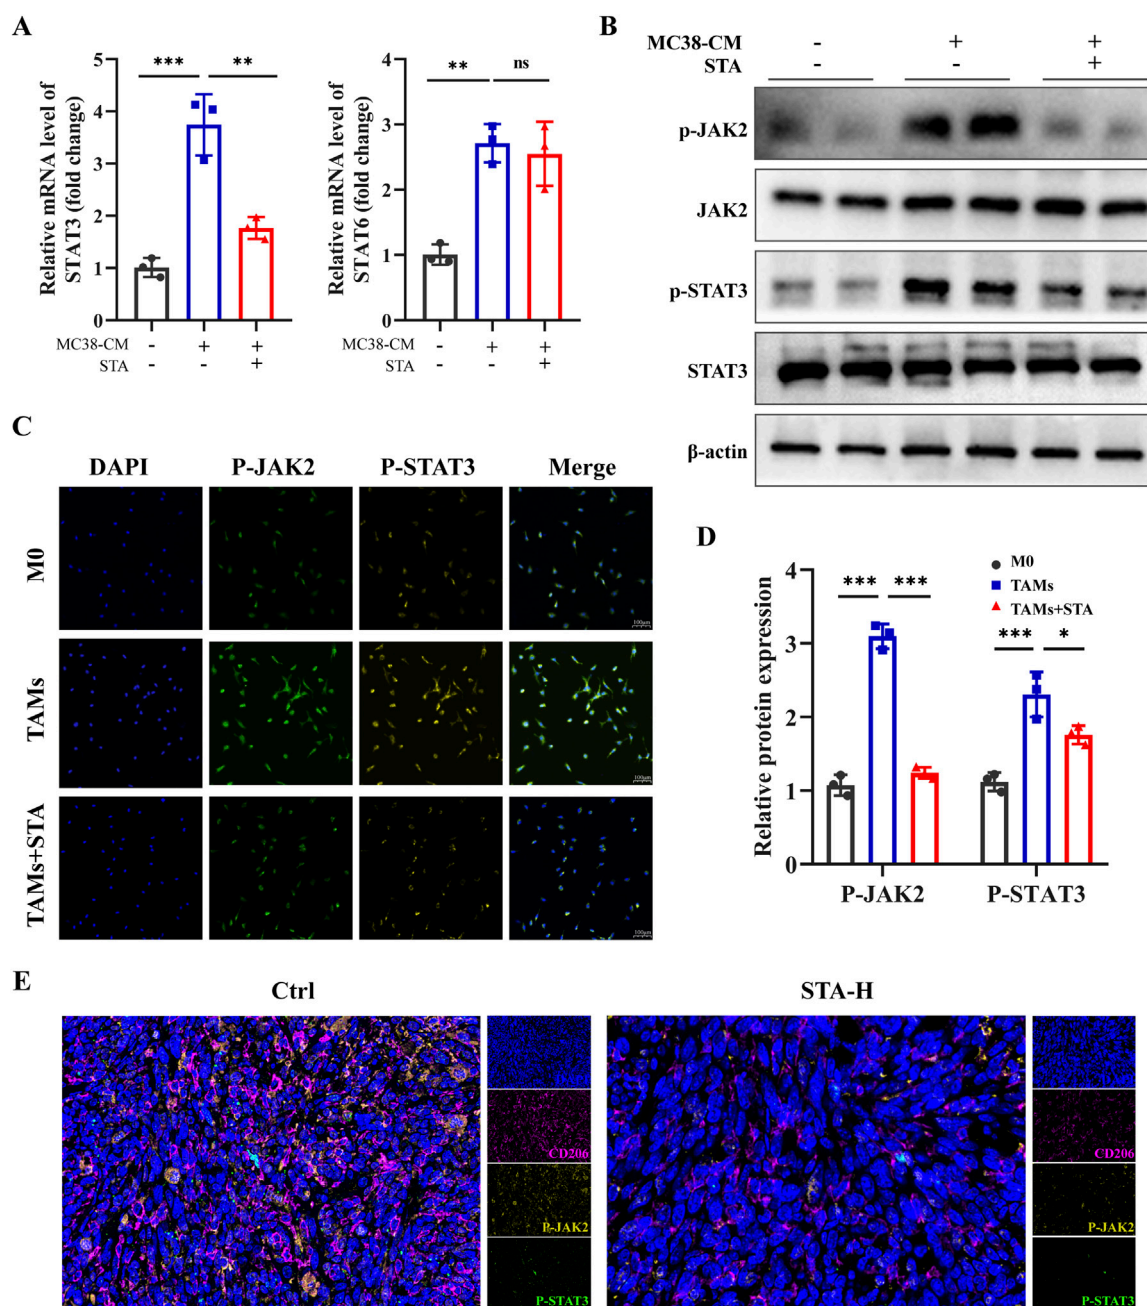 A
Relative mRNA level of
STAT3 (fold change)
5
4
3
2
1
0
***
**
MC38-CM - + +
STA - - +
Relative mRNA level of
STAT6 (fold change)
4
3
2
1
0
**
ns
MC38-CM - + +
STA - - +
B
MC38-CM - + +
STA - - +
p-JAK2
JAK2
p-STAT3
STAT3
β-actin
C
DAPI P-JAK2 P-STAT3 Merge
M0
100μm
TAMs
100μm
TAMs+STA
100μm
D
Relative protein expression
4
3
2
1
0
M0
TAMs
TAMs+STA
*** ***
*** *
P-JAK2 P-STAT3
E
Ctrl STA-H
CD206 CD206
P-JAK2 P-JAK2
P-STAT3 P-STAT3